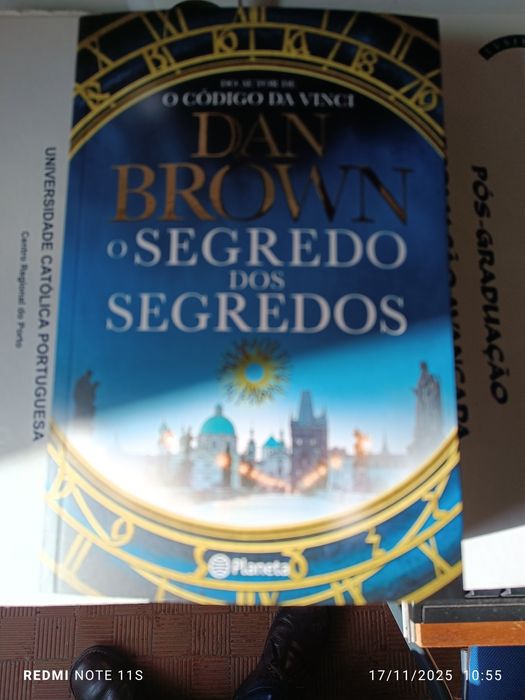 DO AUTOR DE
O CÓDIGO DA VINCI
DAN
BROWN
O SEGREDO
DOS
SEGREDOS
Planeta
UNIVERSIDADE CATÓLICA PORTUGUESA
Centro Regional do Porto
PÓS-GRADUAÇÃO
AVANÇADA
REDMI NOTE 11S
17/11/2025 10:55